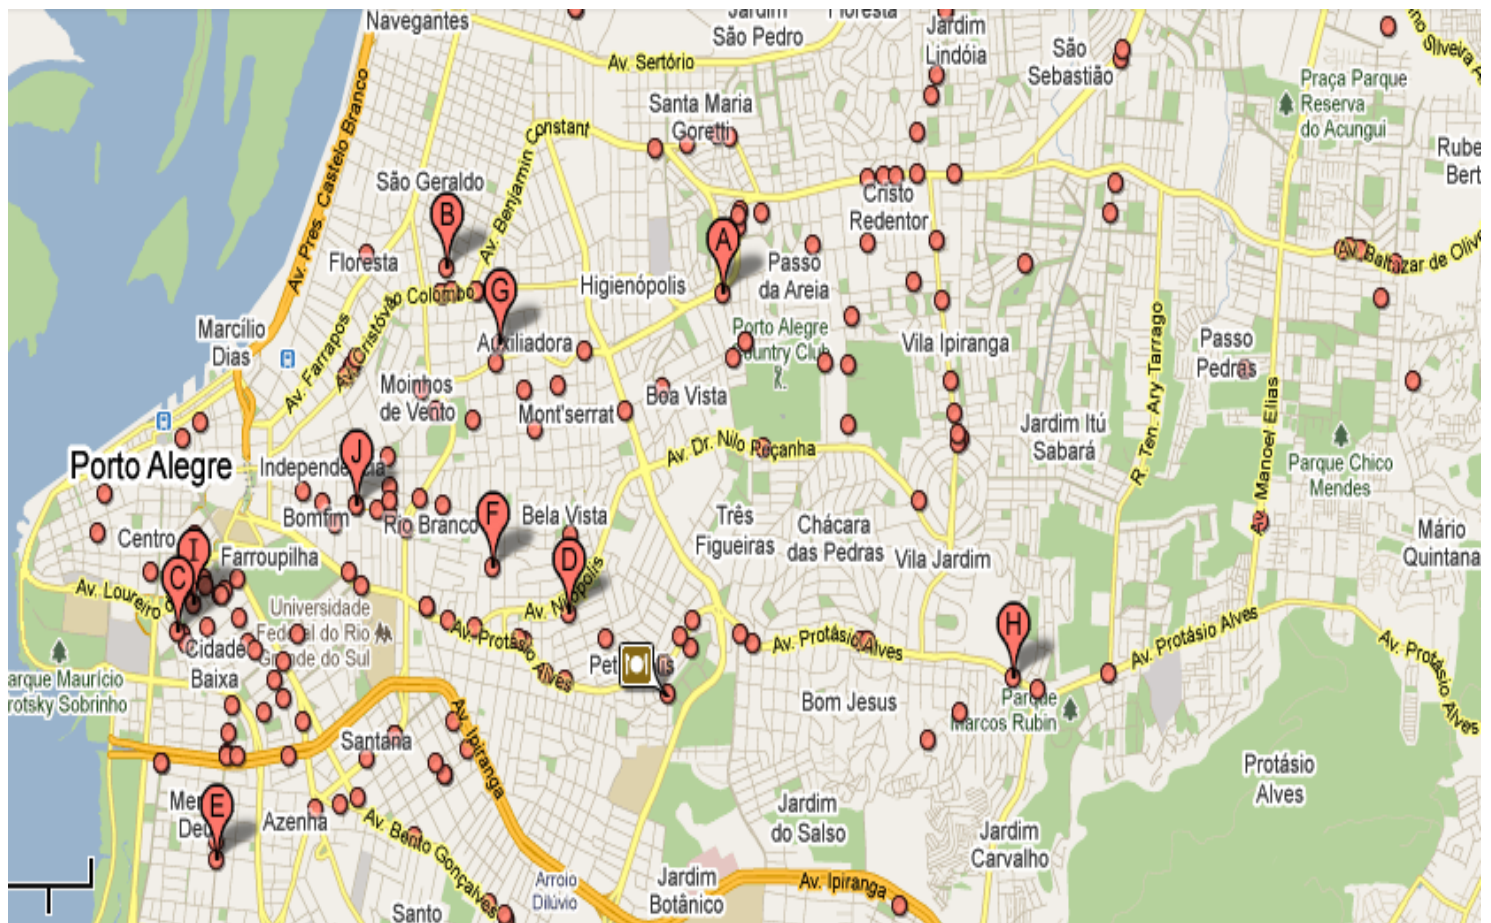 Navegantes
Jardim
São Pedro
Floresta
Jardim
Lindóia
São
Sebastião
Av. Sertório
Praça Parque
Reserva
do Acungui
Santa Maria
Goretti
Av. Benjamin Constant
Av. Pres. Castelo Branco
São Geraldo
B
Cristo
Redentor
A
Floresta
Higienópolis
Passo
da Areia
Av. Baltazar de Olive
G
Av. Cristóvão Colombo
Marcílio
Dias
Av. Farrapos
Auxiliadora
Porto Alegre
Country Club
Vila Ipiranga
R. Ten. Ary Tarrago
Passo
Pedras
Moinhos
de Vento
Mont'serrat
Boa Vista
Av. Manoel Elias
Jardim Itú
Sabará
Av. Dr. Nilo Peçanha
Porto Alegre
J
Independência
Parque Chico
Mendes
Bomfim
Rio Branco
F
Bela Vista
Três
Figueiras
Chácara
das Pedras
Mário
Quintana
Centro
I
Farroupilha
D
Vila Jardim
C
Av. Loureiro
Av. Nilópolis
Universidade
Federal do Rio
Grande do Sul
H
Av. Protásio Alves
Av. Protásio Alves
Av. Protásio Alves
Av. Protásio Alves
Cidade
Baixa
Bom Jesus
Parque
Marcos Rubin
Av. Ipiranga
Santana
Protásio
Alves
E
Azenha
Av. Bento Gonçalves
Jardim
do Salso
Jardim
Carvalho
Arroio
Dilúvio
Jardim
Botânico
Av. Ipiranga
Santo